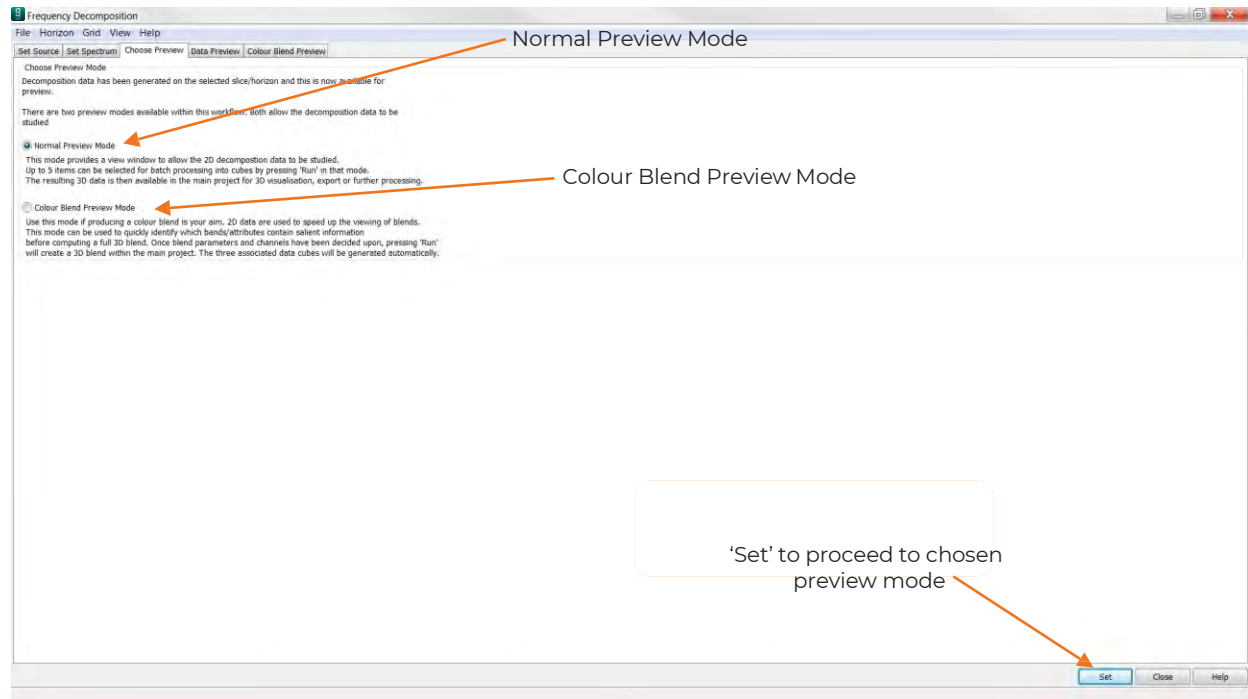 Frequency Decomposition
File Horizon Grid View Help
Normal Preview Mode
Set Source Set Spectrum Choose Preview Data Preview Colour Blend Preview
Choose Preview Mode
Decomposition data has been generated on the selected slice/horizon and this is now available for
preview.
There are two preview modes available within this workflow. Both allow the decomposition data to be
studied
Normal Preview Mode
This mode provides a view window to allow the 2D decompostion data to be studied.
Up to 5 items can be selected for batch processing into cubes by pressing 'Run' in that mode.
The resulting 3D data is then available in the main project for 3D visualisation, export or further processing.
Colour Blend Preview Mode
Colour Blend Preview Mode
Use this mode if producing a colour blend is your aim. 2D data are used to speed up the viewing of blends.
This mode can be used to quickly identify which bands/attributes contain salient information
before computing a full 3D blend. Once blend parameters and channels have been decided upon, pressing 'Run'
will create a 3D blend within the main project. The three associated data cubes will be generated automatically.
‘Set’ to proceed to chosen
preview mode
Set Close Help